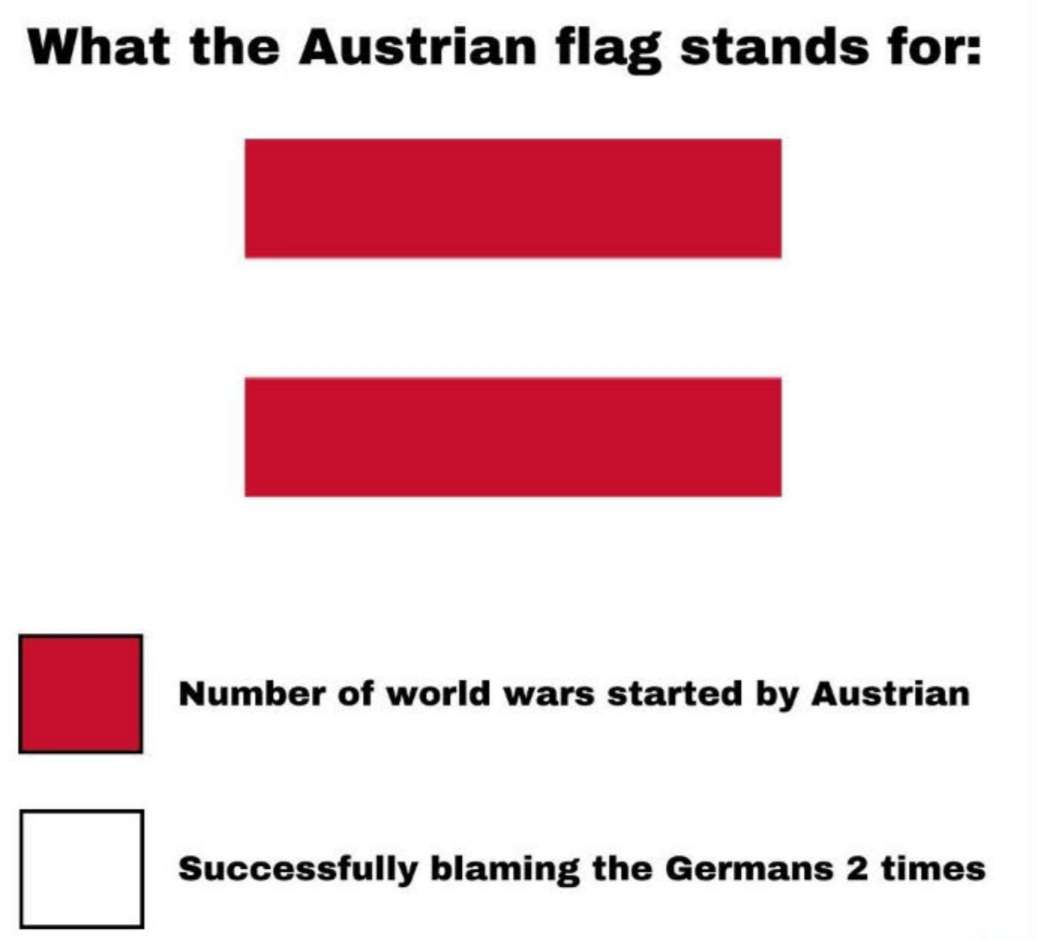 What the Austrian flag stands for:
Number of world wars started by Austrian
Successfully blaming the Germans 2 times